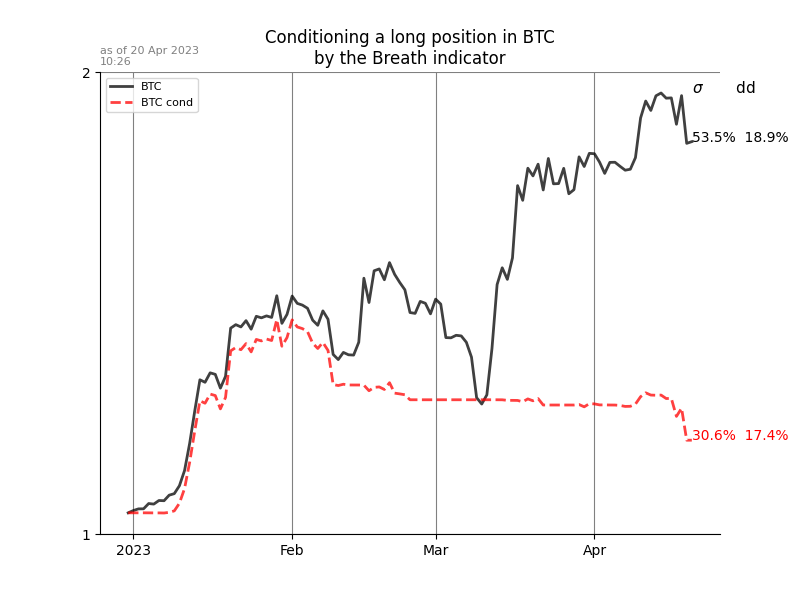 Conditioning a long position in BTC
by the Breath indicator
as of 20 Apr 2023
10:26
2
BTC
BTC cond
σ dd
53.5% 18.9%
30.6% 17.4%
1
2023 Feb Mar Apr